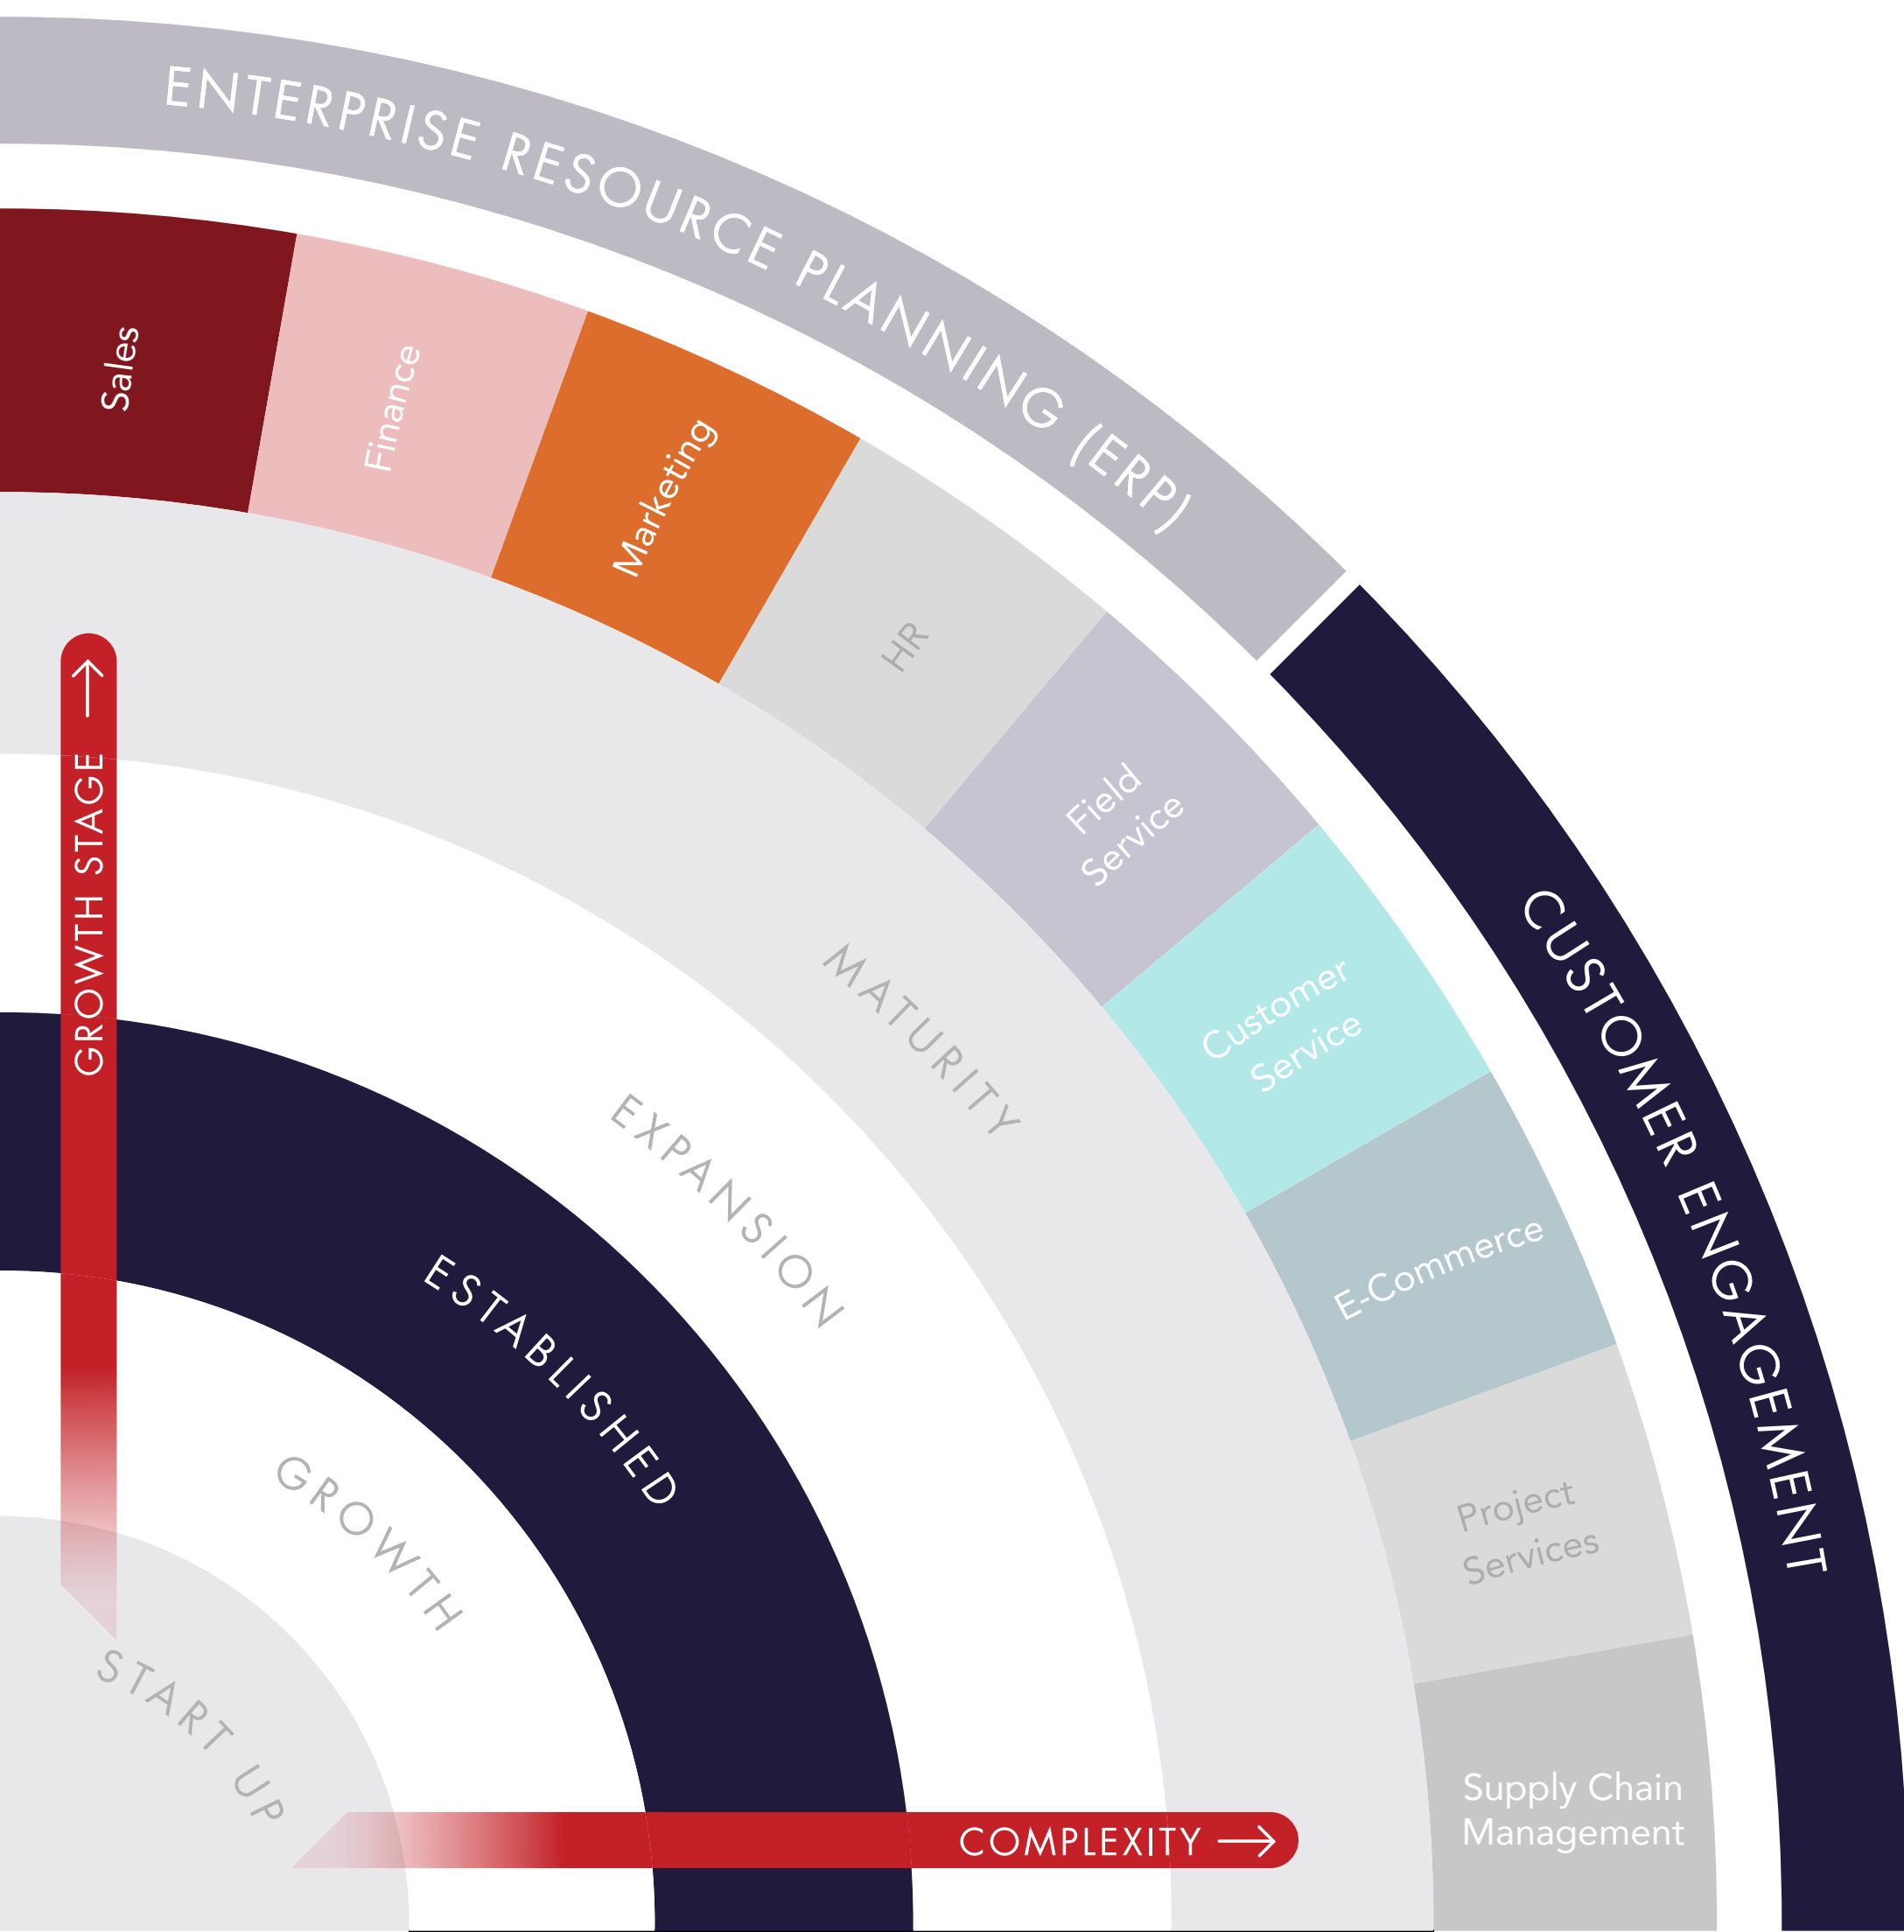 ENTERPRISE RESOURCE PLANNING (ERP)
CUSTOMER ENGAGEMENT
Sales
Finance
Marketing
HR
Field
Service
Customer
Service
E-Commerce
Project
Services
Supply Chain
Management
GROWTH STAGE
MATURITY
EXPANSION
ESTABLISHED
GROWTH
START UP
COMPLEXITY